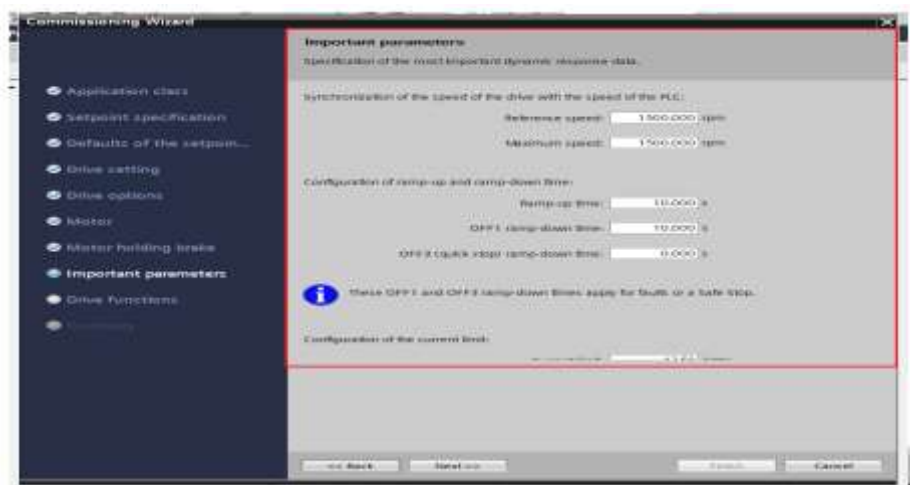 Commissioning Wizard
Application class
Setpoint specification
Defaults of the setpoin...
Drive setting
Drive options
Motor
Motor holding brake
Important parameters
Drive functions
Important parameters
Specification of the most important dynamic response data.
Synchronization of the speed of the drive with the speed of the PLC:
Reference speed: 1500.000 rpm
Maximum speed: 1500.000 rpm
Configuration of ramp-up and ramp-down time:
Ramp-up time: 10.000 s
OFF1 ramp-down time: 10.000 s
OFF3 (quick stop) ramp-down time: 0.000 s
These OFF1 and OFF3 ramp-down times apply for faults or a Safe Stop.
Configuration of the current limit:
<< Back
Next >>
Finish
Cancel